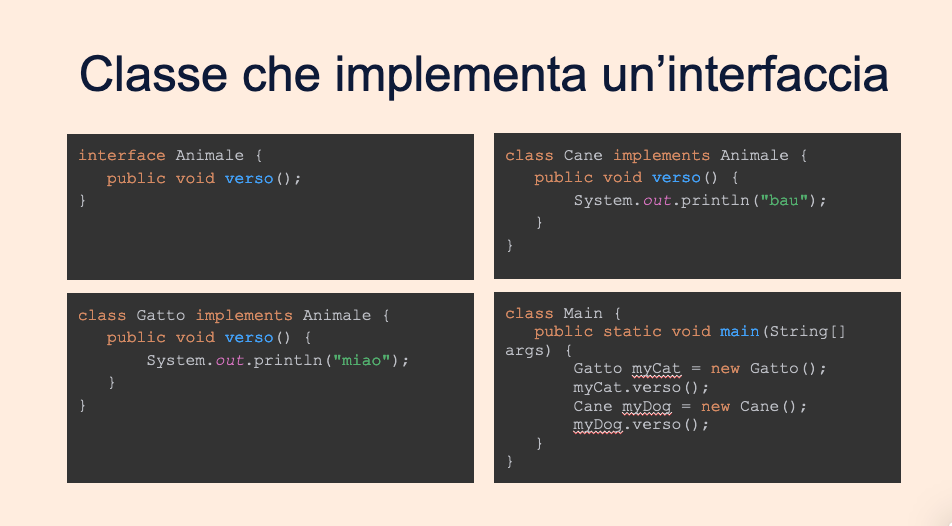 Classe che implementa un’interfaccia
interface Animale {
public void verso();
}
class Cane implements Animale {
public void verso() {
System.out.println("bau");
}
}
class Gatto implements Animale {
public void verso() {
System.out.println("miao");
}
}
class Main {
public static void main(String[]
args) {
Gatto myCat = new Gatto();
myCat.verso();
Cane myDog = new Cane();
myDog.verso();
}
}